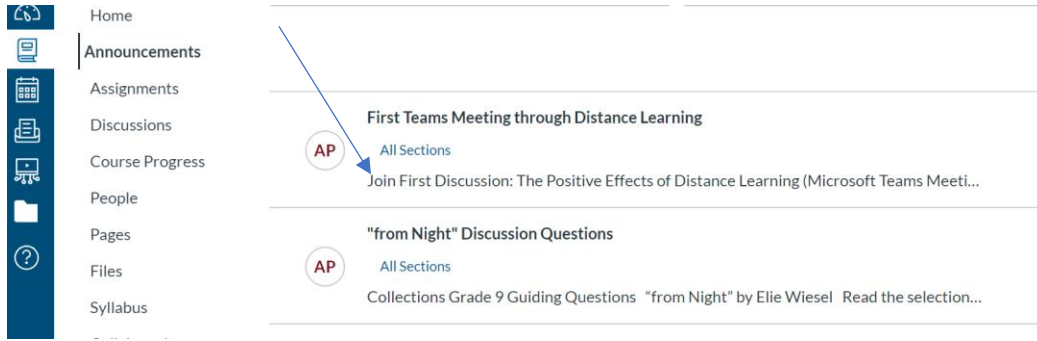 Home
Announcements
Assignments
Discussions
Course Progress
People
Pages
Files
Syllabus
First Teams Meeting through Distance Learning
AP
All Sections
Join First Discussion: The Positive Effects of Distance Learning (Microsoft Teams Meeti...
"from Night" Discussion Questions
AP
All Sections
Collections Grade 9 Guiding Questions “from Night” by Elie Wiesel Read the selection...